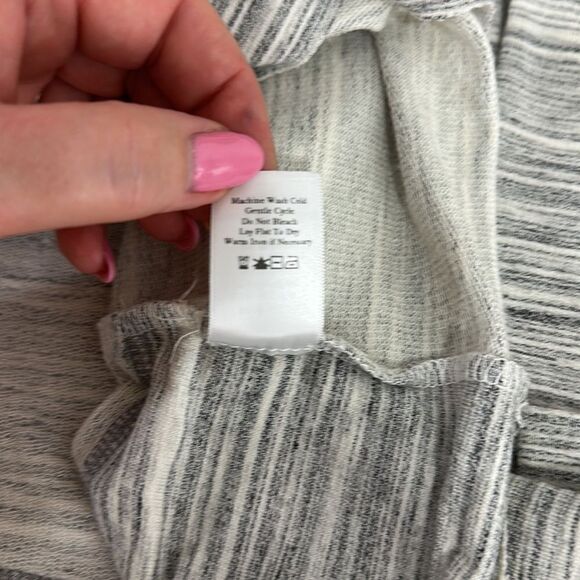 Machine Wash Cold
Gentle Cycle
Do Not Bleach
Lay Flat To Dry
Warm Iron if Necessary